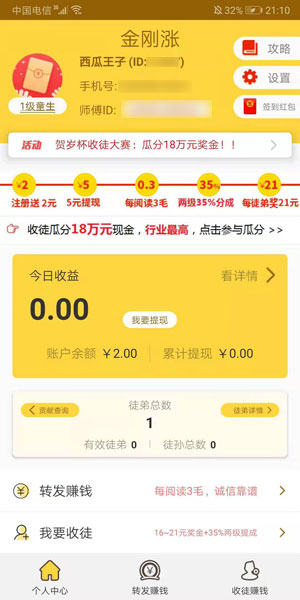 中国电信 32% 21:10
金刚涨
西瓜王子 (ID:
手机号:
师傅ID:
1级童生
攻略
设置
签到红包
活动 贺岁杯收徒大赛：瓜分18万元奖金！！
¥2 ¥5 0.3 35% ¥21
注册送 2元 5元提现 每阅读3毛 两级35%分成 每徒弟奖21元
收徒瓜分18万元现金，行业最高，点击参与瓜分 >>
今日收益 看详情 >
0.00 我要提现
账户余额 ¥2.00 累计提现 ¥0.00
< 贡献查询 徒弟总数 徒弟详情 >
1
有效徒弟 0 徒孙总数 0
转发赚钱 每阅读3毛，诚信靠谱 >
我要收徒 16~21元奖金+35%两级提成 >
个人中心 转发赚钱 收徒赚钱